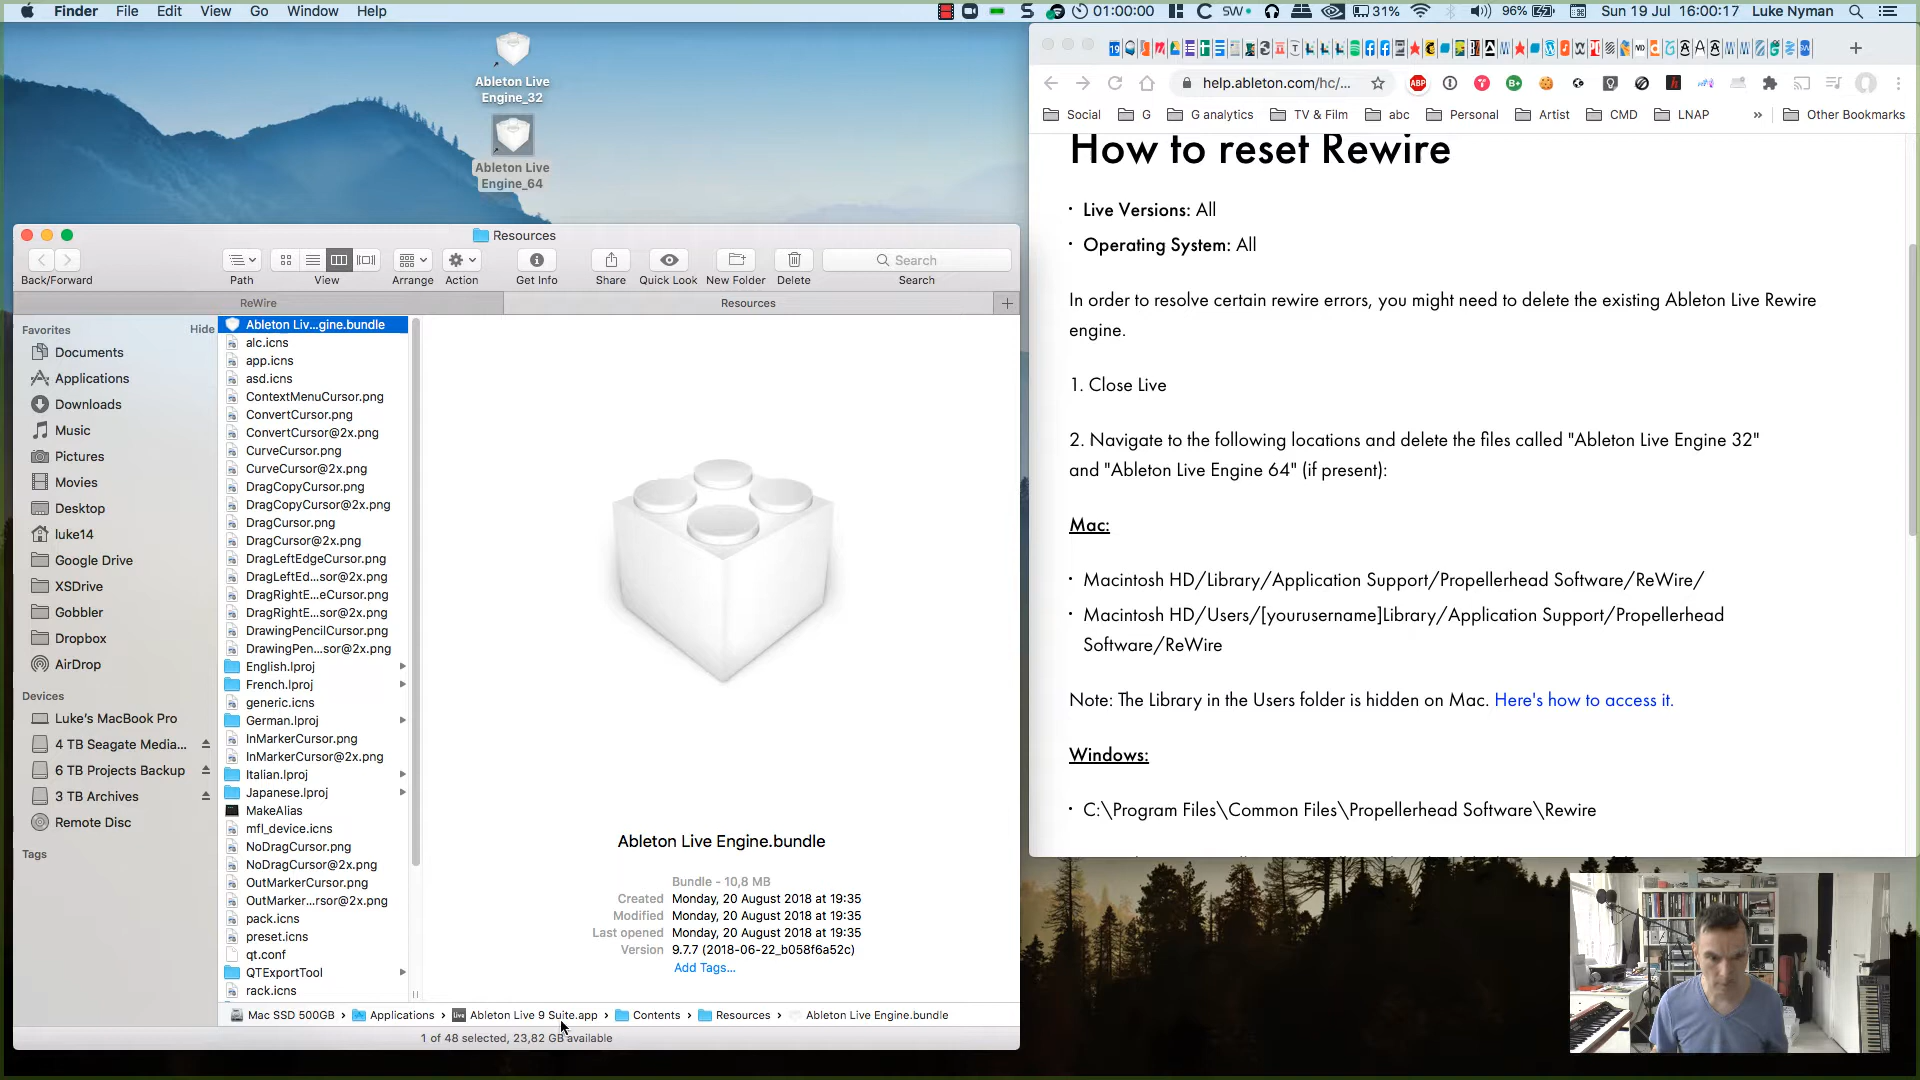 Finder File Edit View Go Window Help
01:00:00 SW 31% 96% Sun 19 Jul 16:00:17 Luke Nyman
Ableton Live
Engine_32
Ableton Live
Engine_64
Resources
Back/Forward Path View Arrange Action Get Info Share Quick Look New Folder Delete Search
Search
ReWire Resources
Favorites Hide
Documents
Applications
Downloads
Music
Pictures
Movies
Desktop
luke14
Google Drive
XSDrive
Gobbler
Dropbox
AirDrop
Devices
Luke's MacBook Pro
4 TB Seagate Media...
6 TB Projects Backup
3 TB Archives
Remote Disc
Tags
Ableton Liv...gine.bundle
alc.icns
app.icns
asd.icns
ContextMenuCursor.png
ConvertCursor.png
ConvertCursor@2x.png
CurveCursor.png
CurveCursor@2x.png
DragCopyCursor.png
DragCopyCursor@2x.png
DragCursor.png
DragCursor@2x.png
DragLeftEdgeCursor.png
DragLeftEd...sor@2x.png
DragRightE...eCursor.png
DragRightE...sor@2x.png
DrawingPencilCursor.png
DrawingPen...sor@2x.png
English.lproj
French.lproj
generic.icns
German.lproj
InMarkerCursor.png
InMarkerCursor@2x.png
Italian.lproj
Japanese.lproj
MakeAlias
mfl_device.icns
NoDragCursor.png
NoDragCursor@2x.png
OutMarkerCursor.png
OutMarker...rsor@2x.png
pack.icns
preset.icns
qt.conf
QTExportTool
rack.icns
Ableton Live Engine.bundle
Bundle - 10,8 MB
Created Monday, 20 August 2018 at 19:35
Modified Monday, 20 August 2018 at 19:35
Last opened Monday, 20 August 2018 at 19:35
Version 9.7.7 (2018-06-22_b058f6a52c)
Add Tags...
Mac SSD 500GB › Applications › Ableton Live 9 Suite.app › Contents › Resources › Ableton Live Engine.bundle
1 of 48 selected, 23,82 GB available
help.ableton.com/hc/...
ABP
Social G G analytics TV & Film abc Personal Artist CMD LNAP » Other Bookmarks
How to reset Rewire
· Live Versions: All
· Operating System: All
In order to resolve certain rewire errors, you might need to delete the existing Ableton Live Rewire
engine.
1. Close Live
2. Navigate to the following locations and delete the files called "Ableton Live Engine 32"
and "Ableton Live Engine 64" (if present):
Mac:
· Macintosh HD/Library/Application Support/Propellerhead Software/ReWire/
· Macintosh HD/Users/[yourusername]Library/Application Support/Propellerhead
Software/ReWire
Note: The Library in the Users folder is hidden on Mac. Here's how to access it.
Windows:
· C:\Program Files\Common Files\Propellerhead Software\Rewire